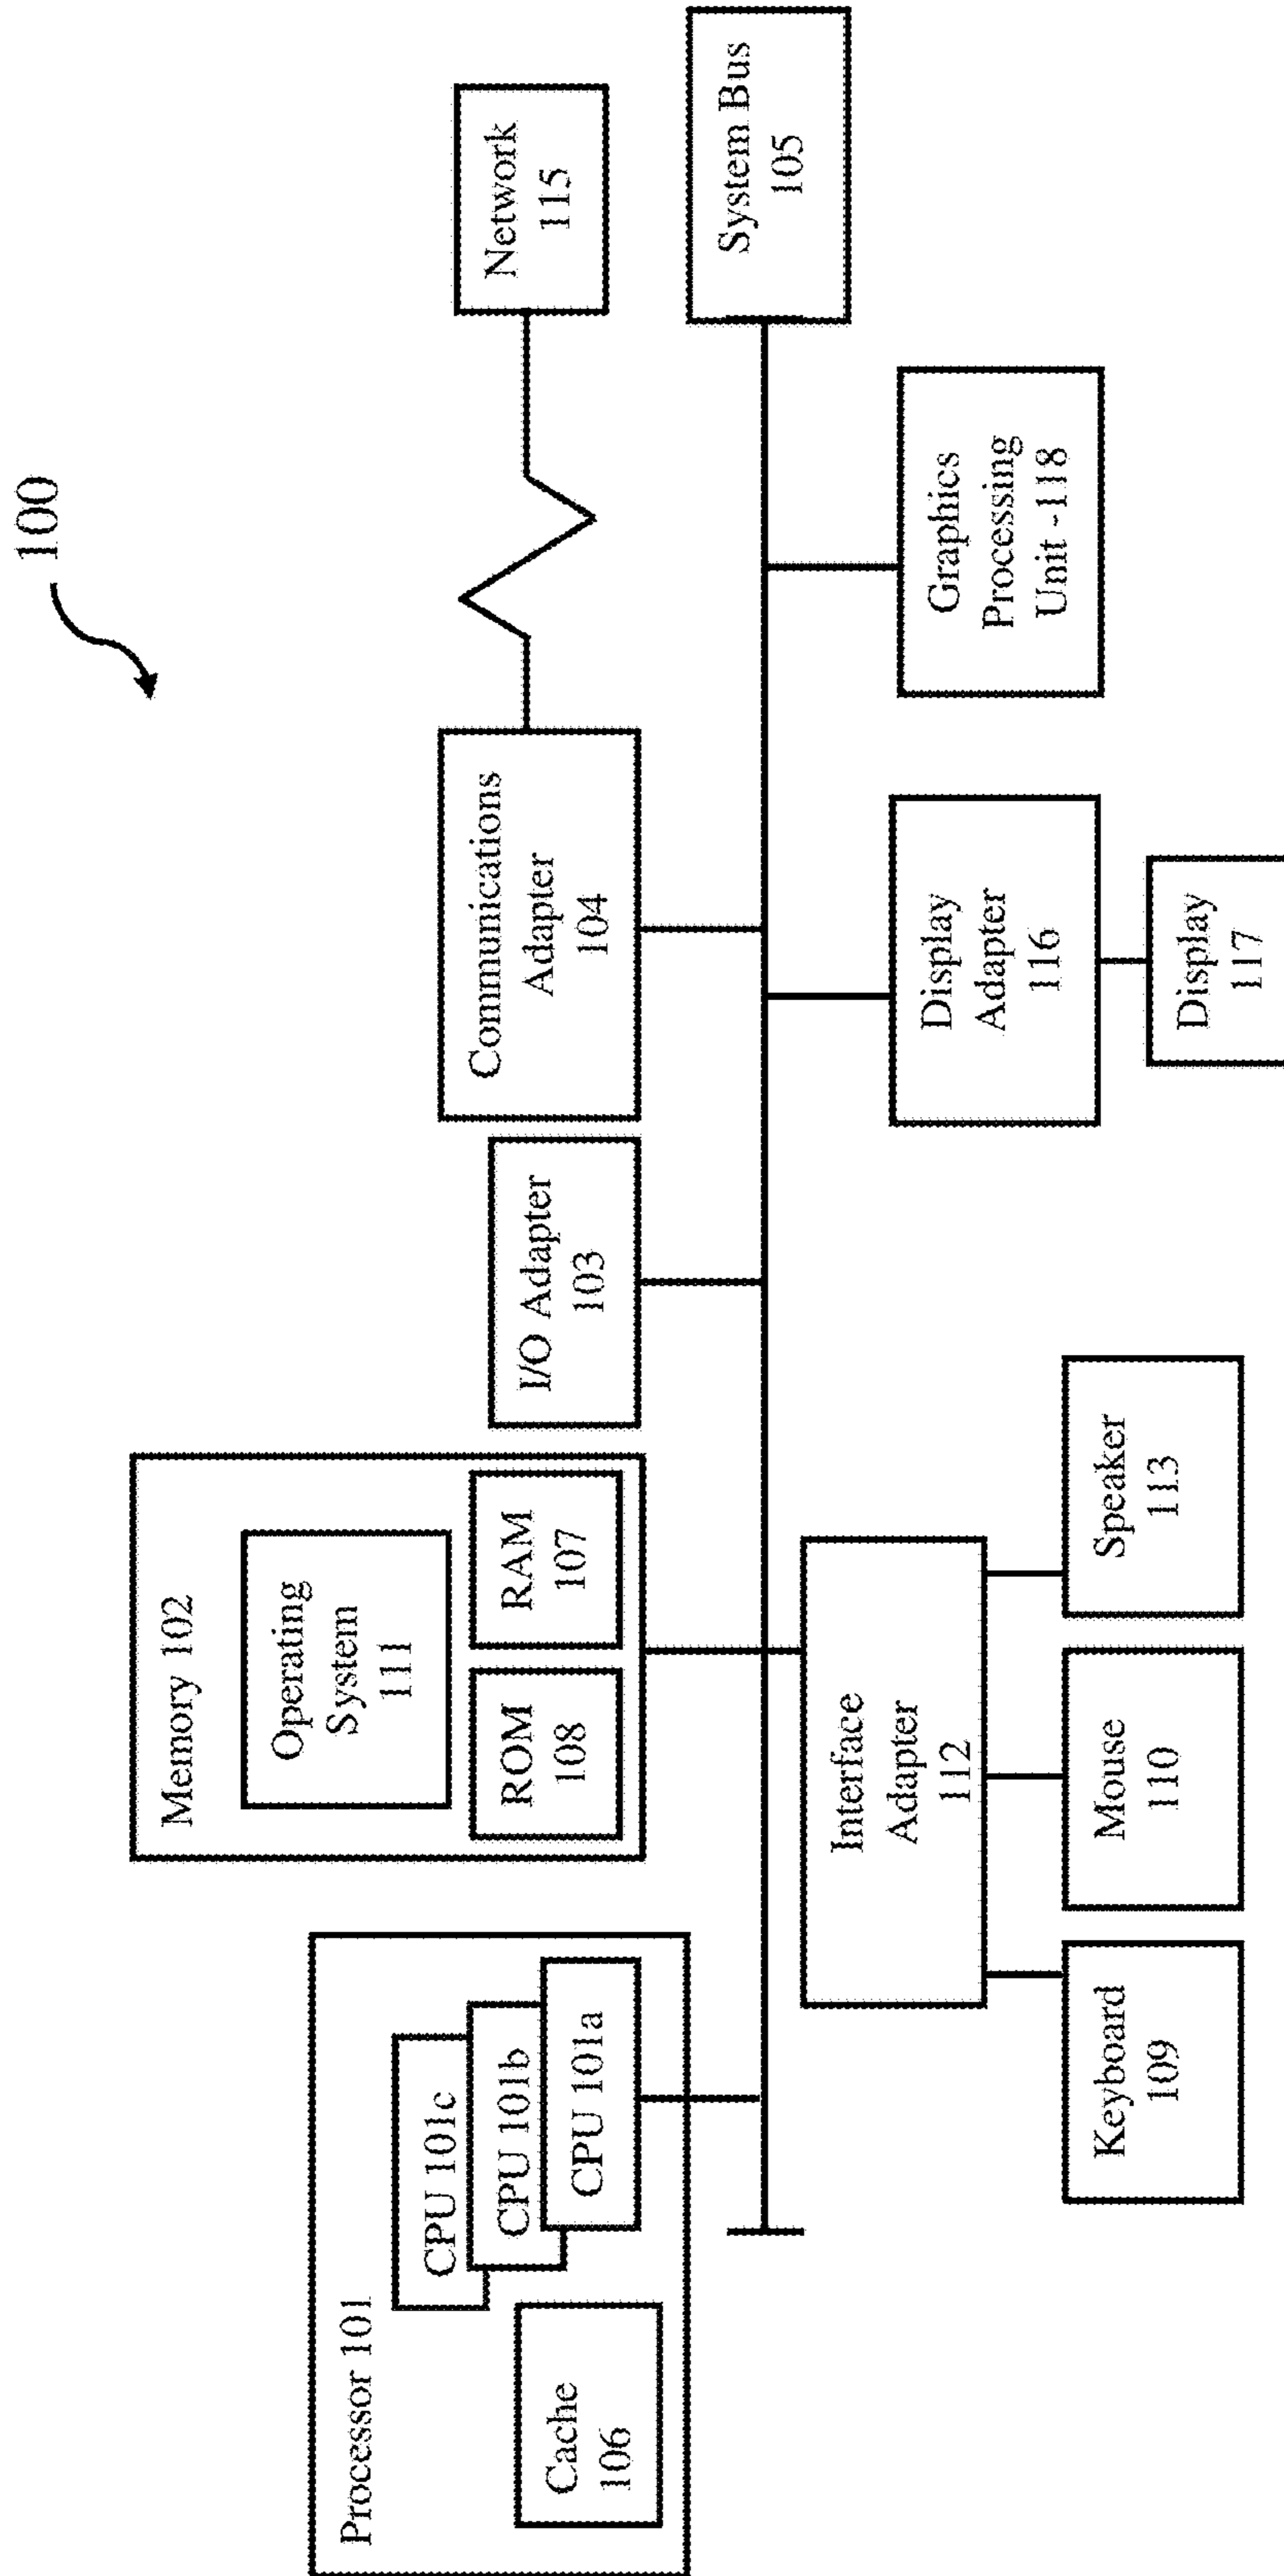 100
Processor 101
Cache
106
CPU 101c
CPU 101b
CPU 101a
Memory 102
Operating
System
111
ROM
108
RAM
107
I/O Adapter
103
Communications
Adapter
104
Network
115
System Bus
105
Interface
Adapter
112
Keyboard
109
Mouse
110
Speaker
113
Display
Adapter
116
Display
117
Graphics
Processing
Unit -118